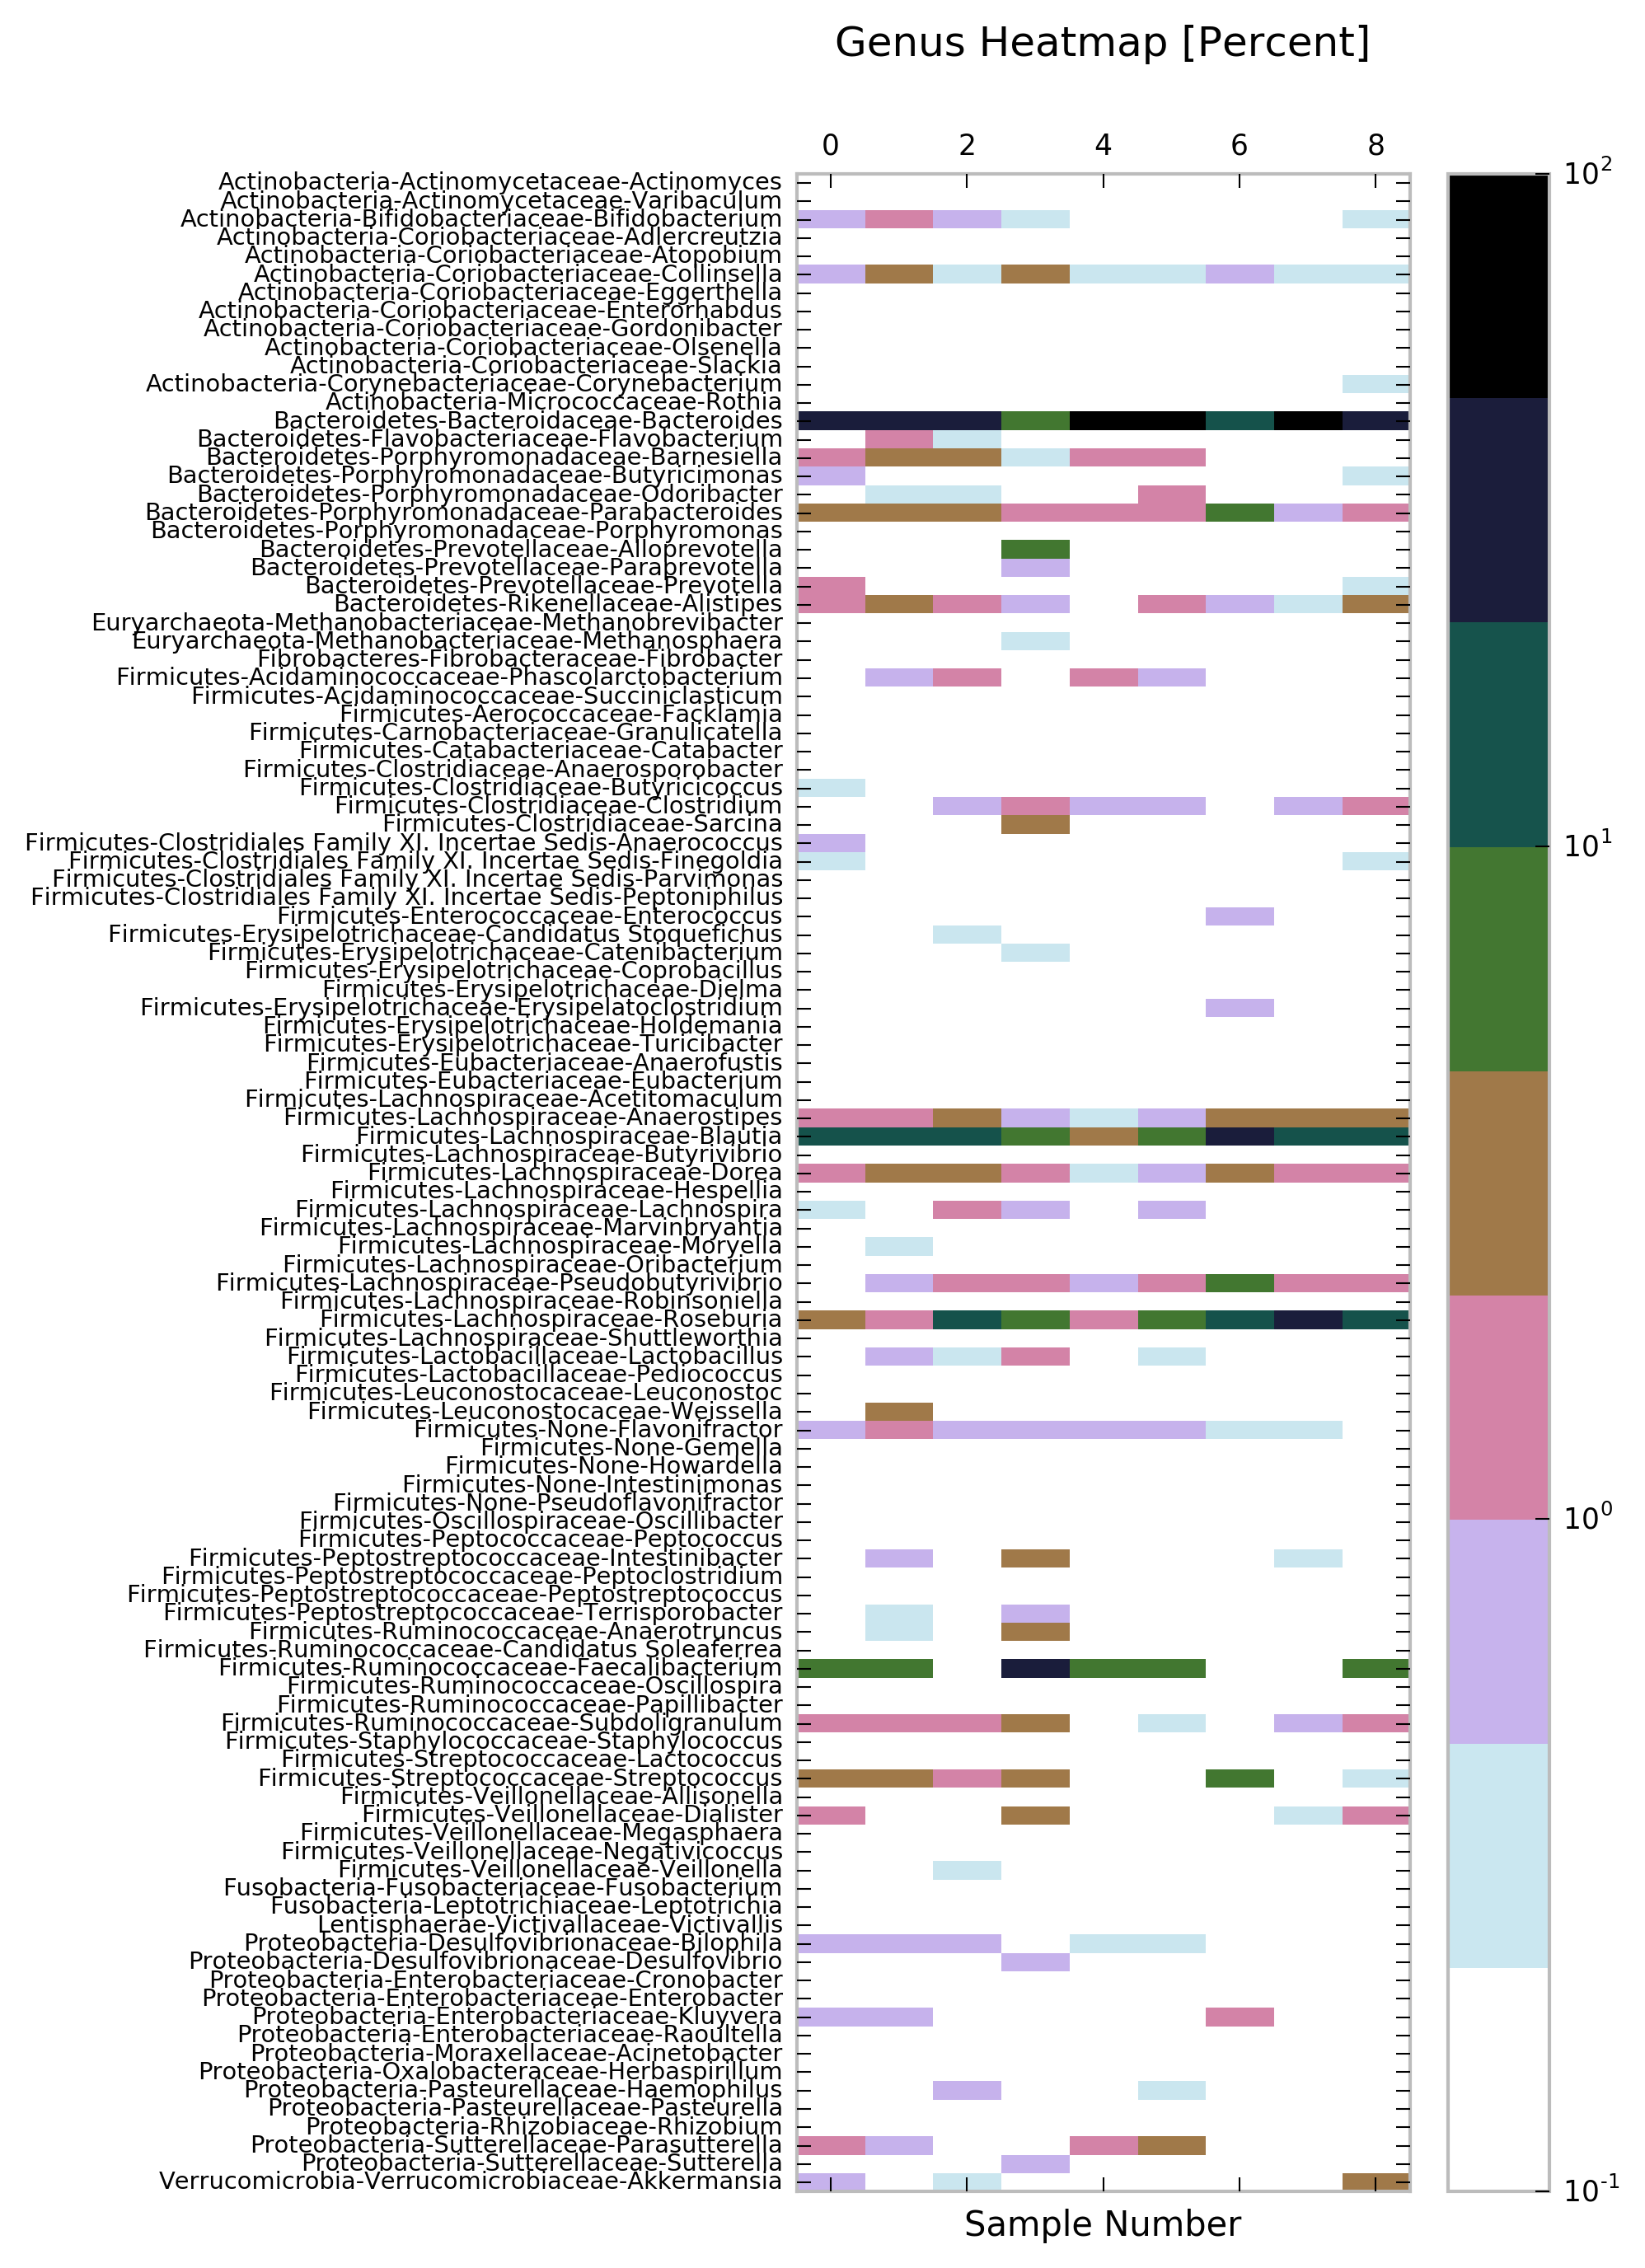 Genus Heatmap [Percent]
0 2 4 6 8
Actinobacteria-Actinomycetaceae-Actinomyces
Actinobacteria-Actinomycetaceae-Varibaculum
Actinobacteria-Bifidobacteriaceae-Bifidobacterium
Actinobacteria-Coriobacteriaceae-Adlercreutzia
Actinobacteria-Coriobacteriaceae-Atopobium
Actinobacteria-Coriobacteriaceae-Collinsella
Actinobacteria-Coriobacteriaceae-Eggerthella
Actinobacteria-Coriobacteriaceae-Enterorhabdus
Actinobacteria-Coriobacteriaceae-Gordonibacter
Actinobacteria-Coriobacteriaceae-Olsenella
Actinobacteria-Coriobacteriaceae-Slackia
Actinobacteria-Corynebacteriaceae-Corynebacterium
Actinobacteria-Micrococcaceae-Rothia
Bacteroidetes-Bacteroidaceae-Bacteroides
Bacteroidetes-Flavobacteriaceae-Flavobacterium
Bacteroidetes-Porphyromonadaceae-Barnesiella
Bacteroidetes-Porphyromonadaceae-Butyricimonas
Bacteroidetes-Porphyromonadaceae-Odoribacter
Bacteroidetes-Porphyromonadaceae-Parabacteroides
Bacteroidetes-Porphyromonadaceae-Porphyromonas
Bacteroidetes-Prevotellaceae-Alloprevotella
Bacteroidetes-Prevotellaceae-Paraprevotella
Bacteroidetes-Prevotellaceae-Prevotella
Bacteroidetes-Rikenellaceae-Alistipes
Euryarchaeota-Methanobacteriaceae-Methanobrevibacter
Euryarchaeota-Methanobacteriaceae-Methanosphaera
Fibrobacteres-Fibrobacteraceae-Fibrobacter
Firmicutes-Acidaminococcaceae-Phascolarctobacterium
Firmicutes-Acidaminococcaceae-Succiniclasticum
Firmicutes-Aerococcaceae-Facklamia
Firmicutes-Carnobacteriaceae-Granulicatella
Firmicutes-Catabacteriaceae-Catabacter
Firmicutes-Clostridiaceae-Anaerosporobacter
Firmicutes-Clostridiaceae-Butyricicoccus
Firmicutes-Clostridiaceae-Clostridium
Firmicutes-Clostridiaceae-Sarcina
Firmicutes-Clostridiales Family XI. Incertae Sedis-Anaerococcus
Firmicutes-Clostridiales Family XI. Incertae Sedis-Finegoldia
Firmicutes-Clostridiales Family XI. Incertae Sedis-Parvimonas
Firmicutes-Clostridiales Family XI. Incertae Sedis-Peptoniphilus
Firmicutes-Enterococcaceae-Enterococcus
Firmicutes-Erysipelotrichaceae-Candidatus Stoquefichus
Firmicutes-Erysipelotrichaceae-Catenibacterium
Firmicutes-Erysipelotrichaceae-Coprobacillus
Firmicutes-Erysipelotrichaceae-Dielma
Firmicutes-Erysipelotrichaceae-Erysipelatoclostridium
Firmicutes-Erysipelotrichaceae-Holdemania
Firmicutes-Erysipelotrichaceae-Turicibacter
Firmicutes-Eubacteriaceae-Anaerofustis
Firmicutes-Eubacteriaceae-Eubacterium
Firmicutes-Lachnospiraceae-Acetitomaculum
Firmicutes-Lachnospiraceae-Anaerostipes
Firmicutes-Lachnospiraceae-Blautia
Firmicutes-Lachnospiraceae-Butyrivibrio
Firmicutes-Lachnospiraceae-Dorea
Firmicutes-Lachnospiraceae-Hespellia
Firmicutes-Lachnospiraceae-Lachnospira
Firmicutes-Lachnospiraceae-Marvinbryantia
Firmicutes-Lachnospiraceae-Moryella
Firmicutes-Lachnospiraceae-Oribacterium
Firmicutes-Lachnospiraceae-Pseudobutyrivibrio
Firmicutes-Lachnospiraceae-Robinsoniella
Firmicutes-Lachnospiraceae-Roseburia
Firmicutes-Lachnospiraceae-Shuttleworthia
Firmicutes-Lactobacillaceae-Lactobacillus
Firmicutes-Lactobacillaceae-Pediococcus
Firmicutes-Leuconostocaceae-Leuconostoc
Firmicutes-Leuconostocaceae-Weissella
Firmicutes-None-Flavonifractor
Firmicutes-None-Gemella
Firmicutes-None-Howardella
Firmicutes-None-Intestinimonas
Firmicutes-None-Pseudoflavonifractor
Firmicutes-Oscillospiraceae-Oscillibacter
Firmicutes-Peptococcaceae-Peptococcus
Firmicutes-Peptostreptococcaceae-Intestinibacter
Firmicutes-Peptostreptococcaceae-Peptoclostridium
Firmicutes-Peptostreptococcaceae-Peptostreptococcus
Firmicutes-Peptostreptococcaceae-Terrisporobacter
Firmicutes-Ruminococcaceae-Anaerotruncus
Firmicutes-Ruminococcaceae-Candidatus Soleaferrea
Firmicutes-Ruminococcaceae-Faecalibacterium
Firmicutes-Ruminococcaceae-Oscillospira
Firmicutes-Ruminococcaceae-Papillibacter
Firmicutes-Ruminococcaceae-Subdoligranulum
Firmicutes-Staphylococcaceae-Staphylococcus
Firmicutes-Streptococcaceae-Lactococcus
Firmicutes-Streptococcaceae-Streptococcus
Firmicutes-Veillonellaceae-Allisonella
Firmicutes-Veillonellaceae-Dialister
Firmicutes-Veillonellaceae-Megasphaera
Firmicutes-Veillonellaceae-Negativicoccus
Firmicutes-Veillonellaceae-Veillonella
Fusobacteria-Fusobacteriaceae-Fusobacterium
Fusobacteria-Leptotrichiaceae-Leptotrichia
Lentisphaerae-Victivallaceae-Victivallis
Proteobacteria-Desulfovibrionaceae-Bilophila
Proteobacteria-Desulfovibrionaceae-Desulfovibrio
Proteobacteria-Enterobacteriaceae-Cronobacter
Proteobacteria-Enterobacteriaceae-Enterobacter
Proteobacteria-Enterobacteriaceae-Kluyvera
Proteobacteria-Enterobacteriaceae-Raoultella
Proteobacteria-Moraxellaceae-Acinetobacter
Proteobacteria-Oxalobacteraceae-Herbaspirillum
Proteobacteria-Pasteurellaceae-Haemophilus
Proteobacteria-Pasteurellaceae-Pasteurella
Proteobacteria-Rhizobiaceae-Rhizobium
Proteobacteria-Sutterellaceae-Parasutterella
Proteobacteria-Sutterellaceae-Sutterella
Verrucomicrobia-Verrucomicrobiaceae-Akkermansia
Sample Number
10^2
10^1
10^0
10^-1